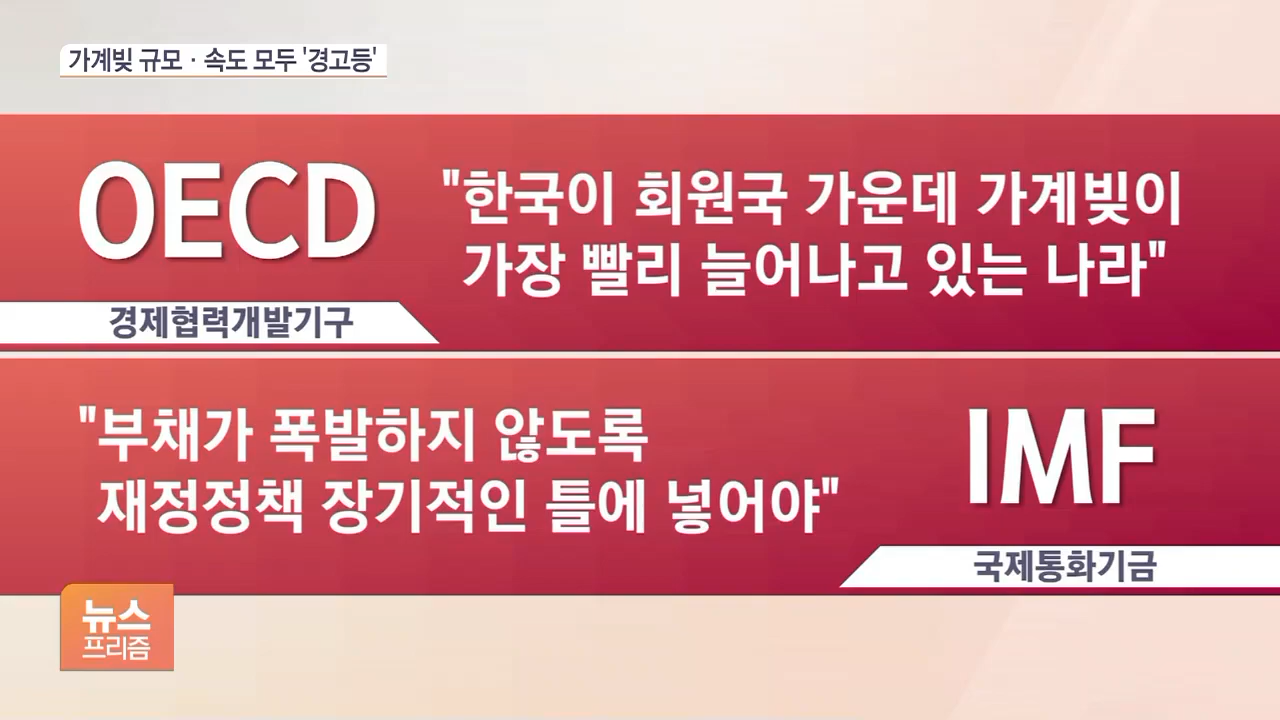 가계빚 규모·속도 모두 '경고등'
OECD
경제협력개발기구
"한국이 회원국 가운데 가계빚이
가장 빨리 늘어나고 있는 나라"
"부채가 폭발하지 않도록
재정정책 장기적인 틀에 넣어야"
IMF
국제통화기금
뉴스
프리즘